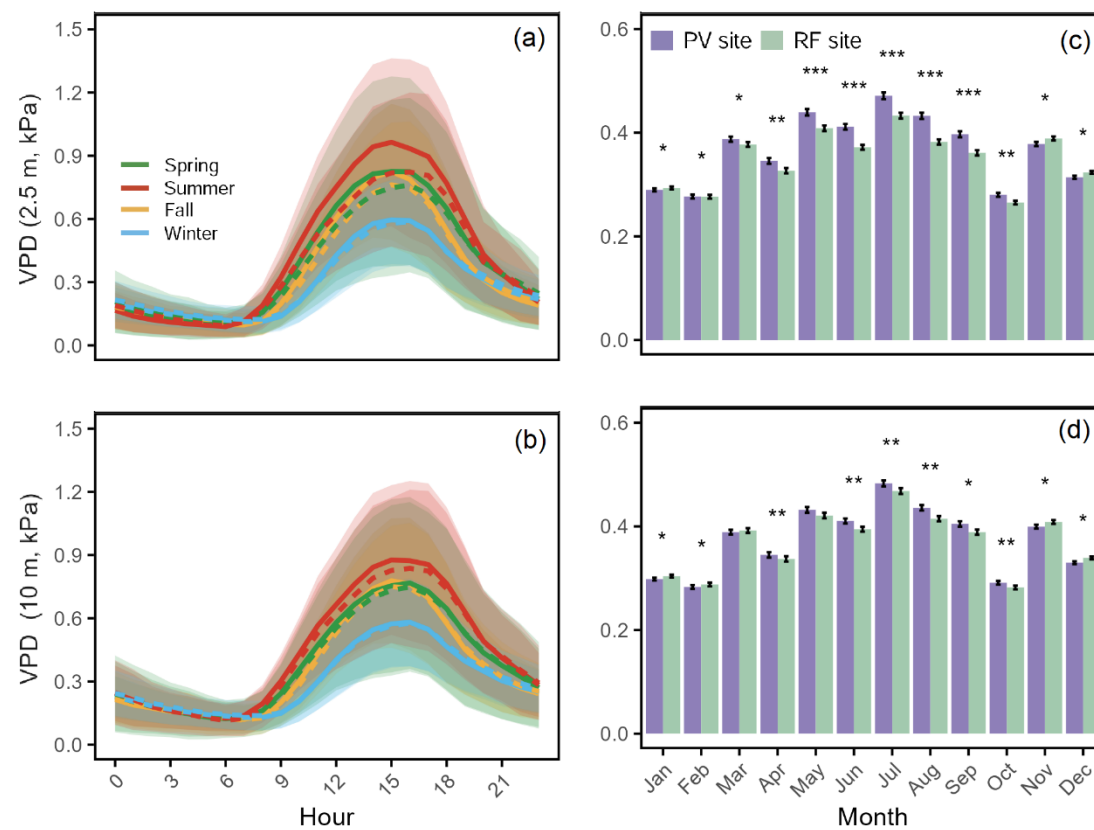 1.5
1.2
0.9
0.6
0.3
0.0
VPD (2.5 m, kPa)
(a)
Spring
Summer
Fall
Winter
0.6
0.4
0.2
0.0
PV site RF site
(c)
* * * ** *** *** *** *** *** ** * *
1.5
1.2
0.9
0.6
0.3
0.0
VPD (10 m, kPa)
(b)
0 3 6 9 12 15 18 21
Hour
0.6
0.4
0.2
0.0
(d)
* * ** ** ** ** * ** * *
Jan Feb Mar Apr May Jun Jul Aug Sep Oct Nov Dec
Month